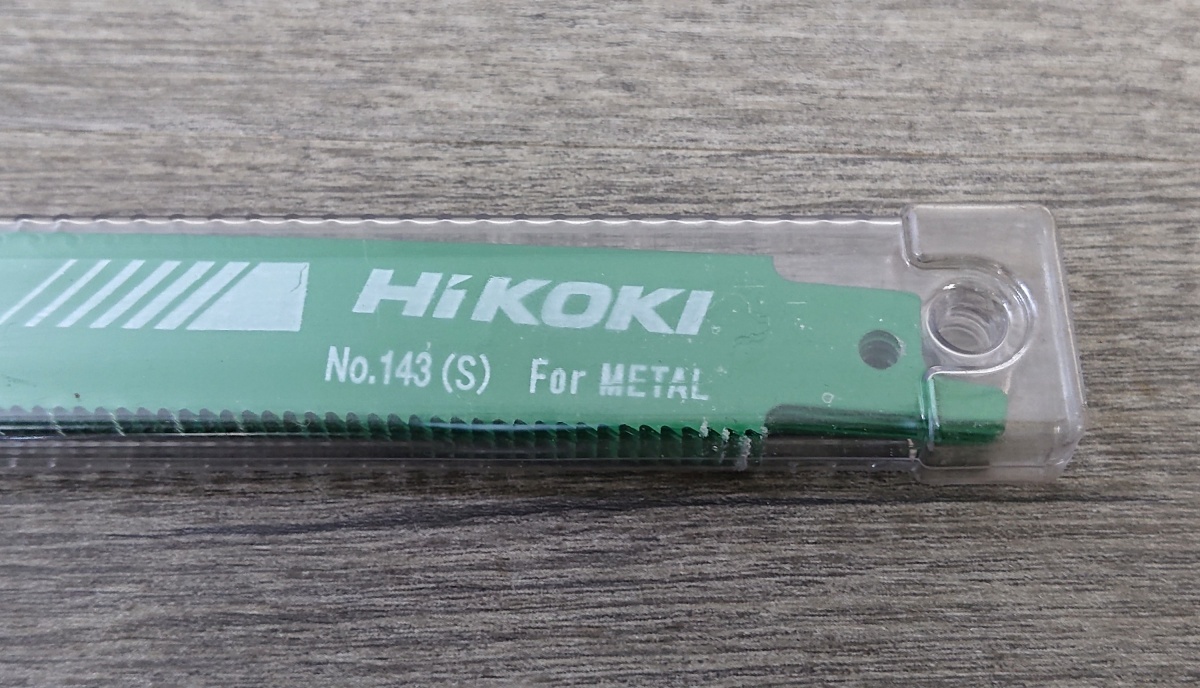 HiKOKI
No.143 (S) For METAL